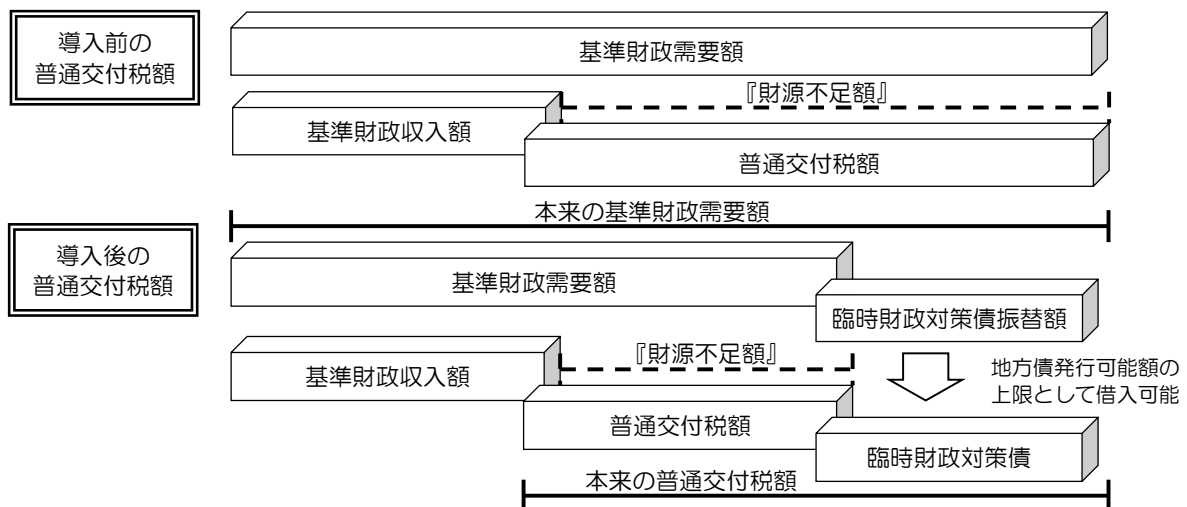 導入前の
普通交付税額
基準財政需要額
『財源不足額』
基準財政収入額
普通交付税額
本来の基準財政需要額
導入後の
普通交付税額
基準財政需要額
臨時財政対策債振替額
『財源不足額』
基準財政収入額
地方債発行可能額の
上限として借入可能
普通交付税額
臨時財政対策債
本来の普通交付税額